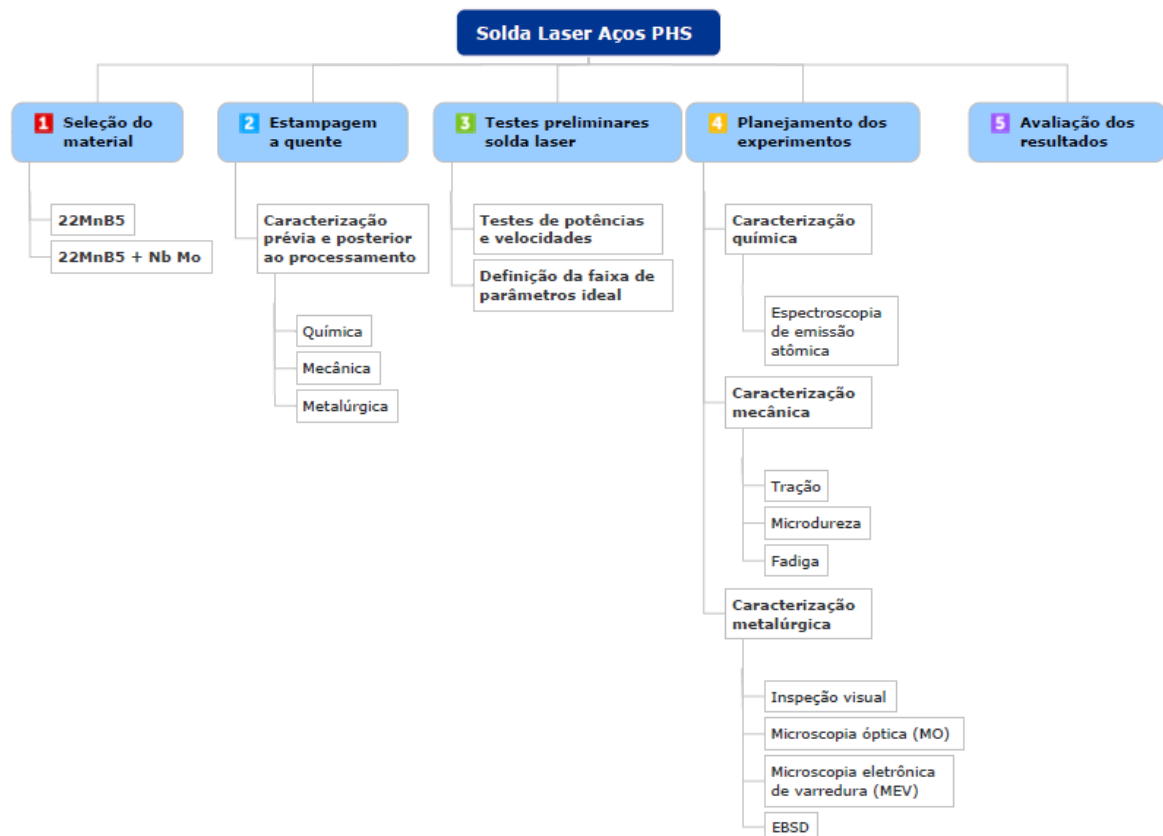 Solda Laser Aços PHS
1 Seleção do
material
22MnB5
22MnB5 + Nb Mo
2 Estampagem
a quente
Caracterização
prévia e posterior
ao processamento
Química
Mecânica
Metalúrgica
3 Testes preliminares
solda laser
Testes de potências
e velocidades
Definição da faixa de
parâmetros ideal
4 Planejamento dos
experimentos
Caracterização
química
Espectroscopia
de emissão
atômica
Caracterização
mecânica
Tração
Microdureza
Fadiga
Caracterização
metalúrgica
Inspeção visual
Microscopia óptica (MO)
Microscopia eletrônica
de varredura (MEV)
EBSD
5 Avaliação dos
resultados